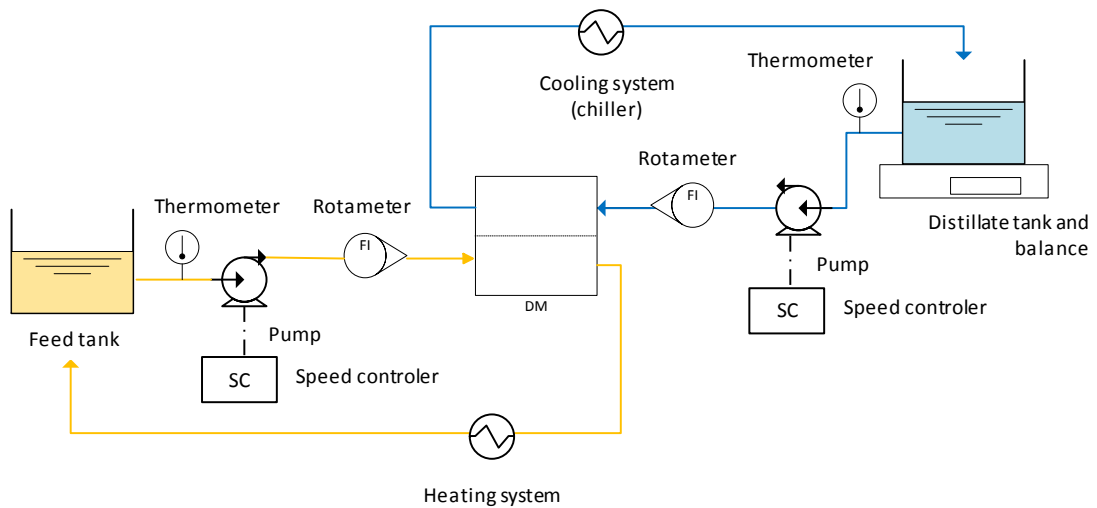 Cooling system
(chiller)
Thermometer
Rotameter
FI
Distillate tank and
balance
Pump
SC
Speed controler
Thermometer
Rotameter
FI
DM
Feed tank
Pump
SC
Speed controler
Heating system